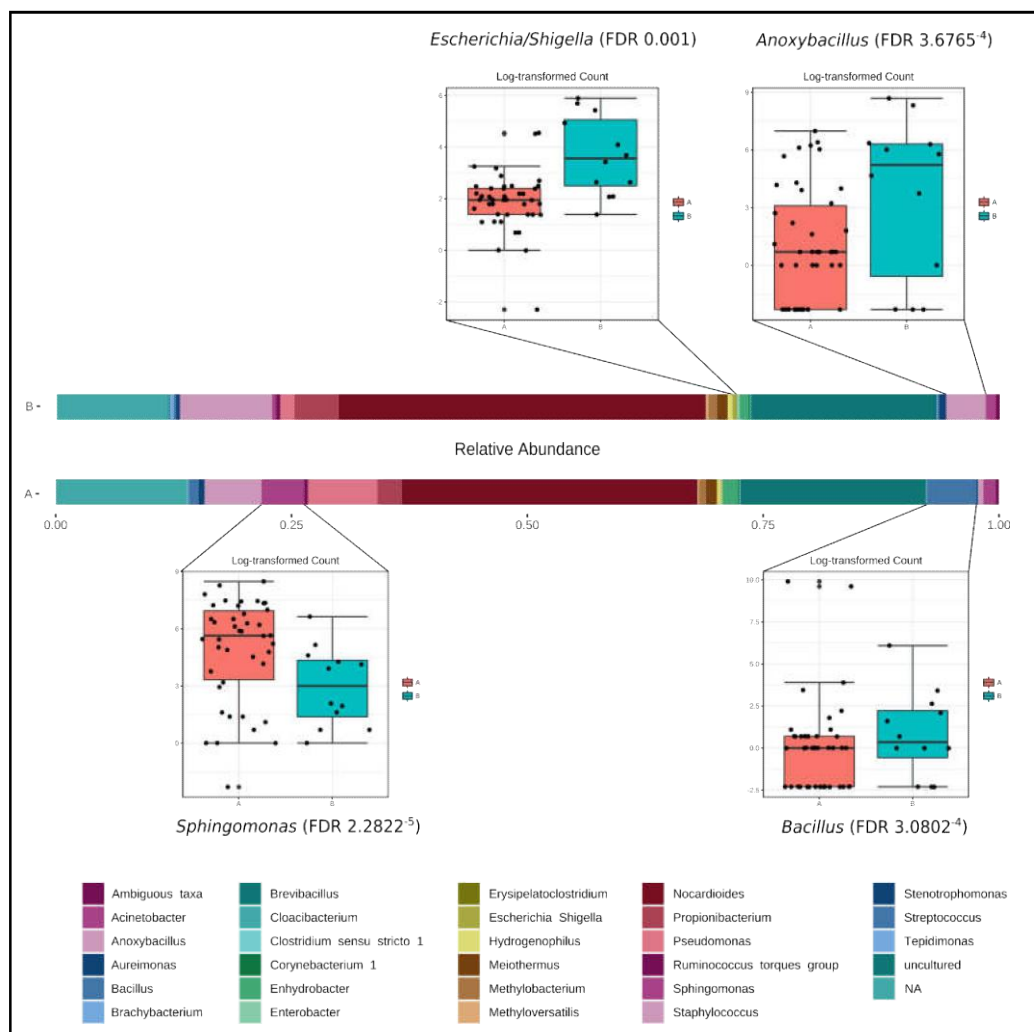 Escherichia/Shigella (FDR 0.001)
Anoxybacillus (FDR 3.6765⁻⁴)
Log-transformed Count
6
4
2
0
2
A
B
A
B
Log-transformed Count
9
6
3
0
A
B
A
B
B
Relative Abundance
A
0.00
0.25
0.50
0.75
1.00
Log-transformed Count
9
6
3
0
A
B
A
B
Sphingomonas (FDR 2.2822⁻⁵)
Log-transformed Count
10.0
7.5
5.0
2.5
0.0
-2.5
A
B
A
B
Bacillus (FDR 3.0802⁻⁴)
Ambiguous taxa
Acinetobacter
Anoxybacillus
Aureimonas
Bacillus
Brachybacterium
Brevibacillus
Cloacibacterium
Clostridium sensu stricto 1
Corynebacterium 1
Enhydrobacter
Enterobacter
Erysipelatoclostridium
Escherichia Shigella
Hydrogenophilus
Meiothermus
Methylobacterium
Methyloversatilis
Nocardioides
Propionibacterium
Pseudomonas
Ruminococcus torques group
Sphingomonas
Staphylococcus
Stenotrophomonas
Streptococcus
Tepidimonas
uncultured
NA